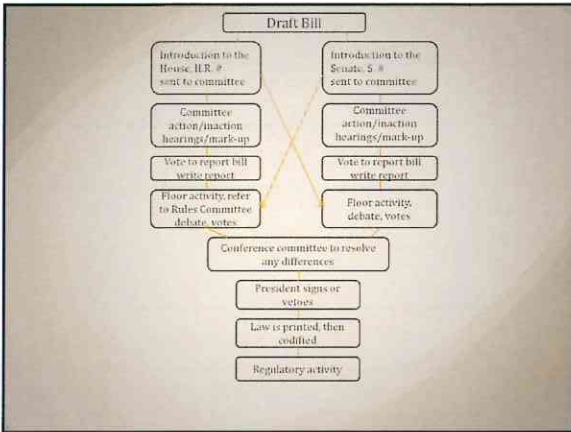 Draft Bill
Introduction to the
House, H.R. #
sent to committee
Introduction to the
Senate, S. #
sent to committee
Committee
action/inaction
hearings/mark-up
Committee
action/inaction
hearings/mark-up
Vote to report bill
write report
Vote to report bill
write report
Floor activity, refer
to Rules Committee
debate, votes
Floor activity,
debate, votes
Conference committee to resolve
any differences
President signs or
vetoes
Law is printed, then
codified
Regulatory activity